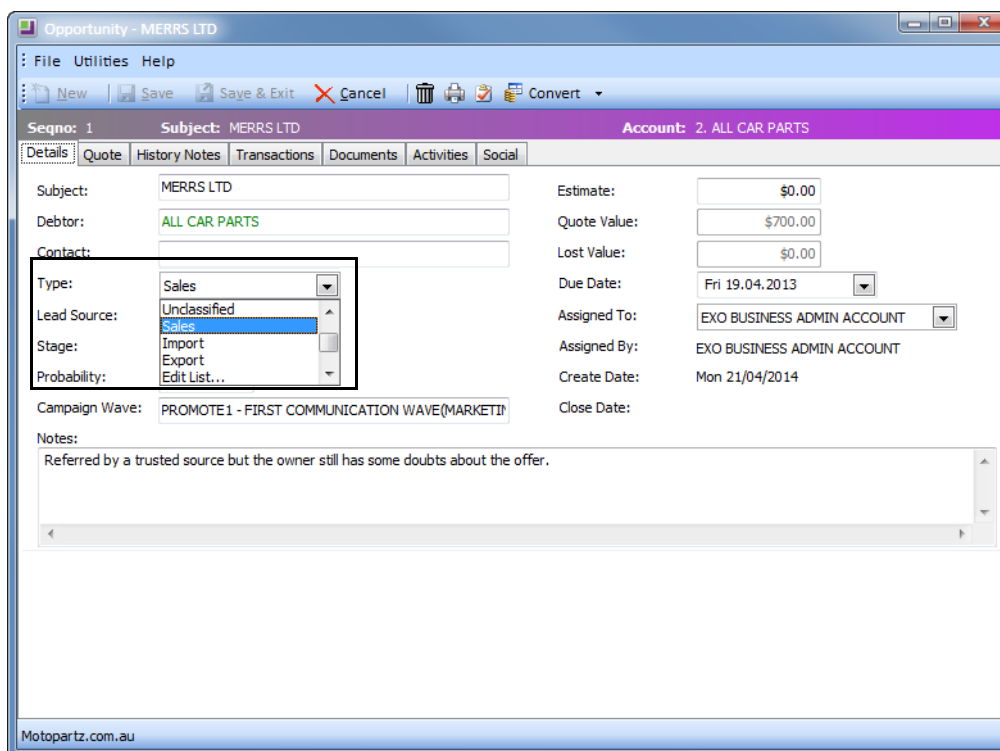 Opportunity - MERRS LTD
File Utilities Help
New Save Save & Exit Cancel Convert
Seqno: 1 Subject: MERRS LTD Account: 2. ALL CAR PARTS
Details Quote History Notes Transactions Documents Activities Social
Subject: MERRS LTD Estimate: $0.00
Debtor: ALL CAR PARTS Quote Value: $700.00
Contact: Lost Value: $0.00
Type: Sales Due Date: Fri 19.04.2013
Unclassified
Lead Source: Sales Assigned To: EXO BUSINESS ADMIN ACCOUNT
Import
Stage: Export Assigned By: EXO BUSINESS ADMIN ACCOUNT
Probability: Edit List... Create Date: Mon 21/04/2014
Campaign Wave: PROMOTE1 - FIRST COMMUNICATION WAVE(MARKETIN Close Date:
Notes:
Referred by a trusted source but the owner still has some doubts about the offer.
Motopartz.com.au